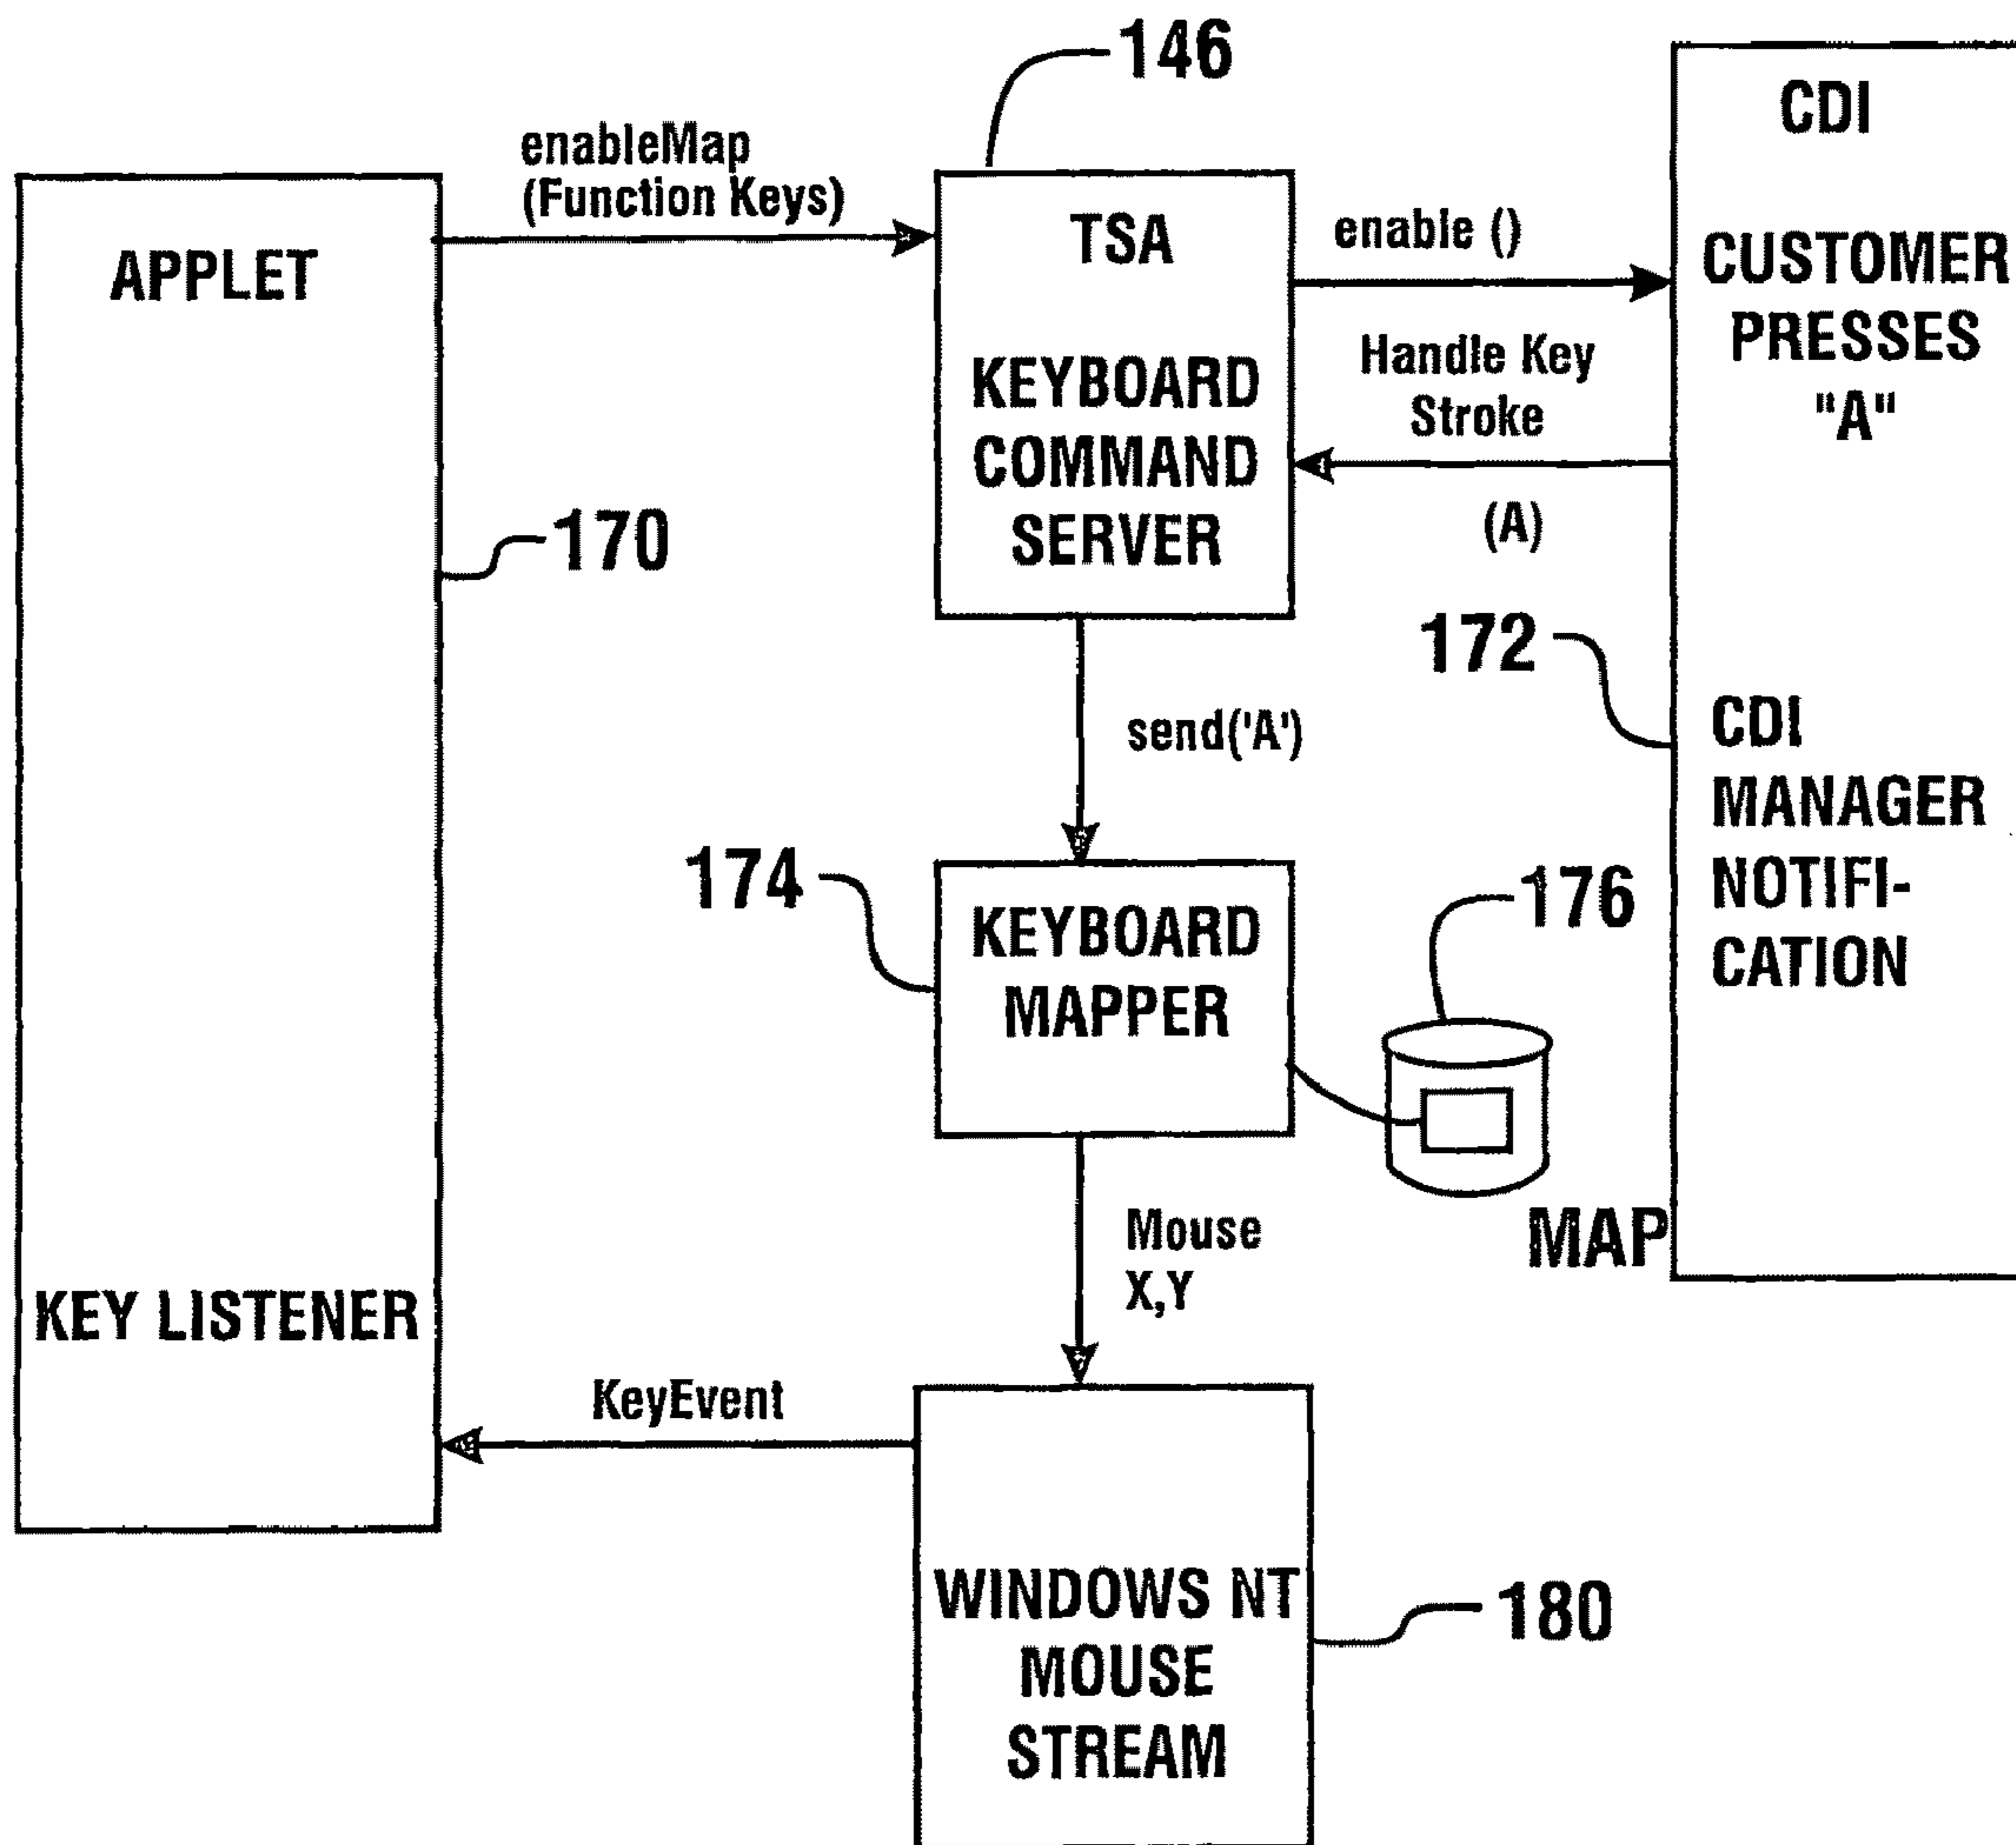 146
CDI
CUSTOMER
PRESSES
"A"
enableMap
(Function Keys)
APPLET
TSA
KEYBOARD
COMMAND
SERVER
enable ()
Handle Key
Stroke
(A)
170
172
CDI
MANAGER
NOTIFI-
CATION
send('A')
174
KEYBOARD
MAPPER
176
MAP
Mouse
X,Y
KEY LISTENER
KeyEvent
WINDOWS NT
MOUSE
STREAM
180